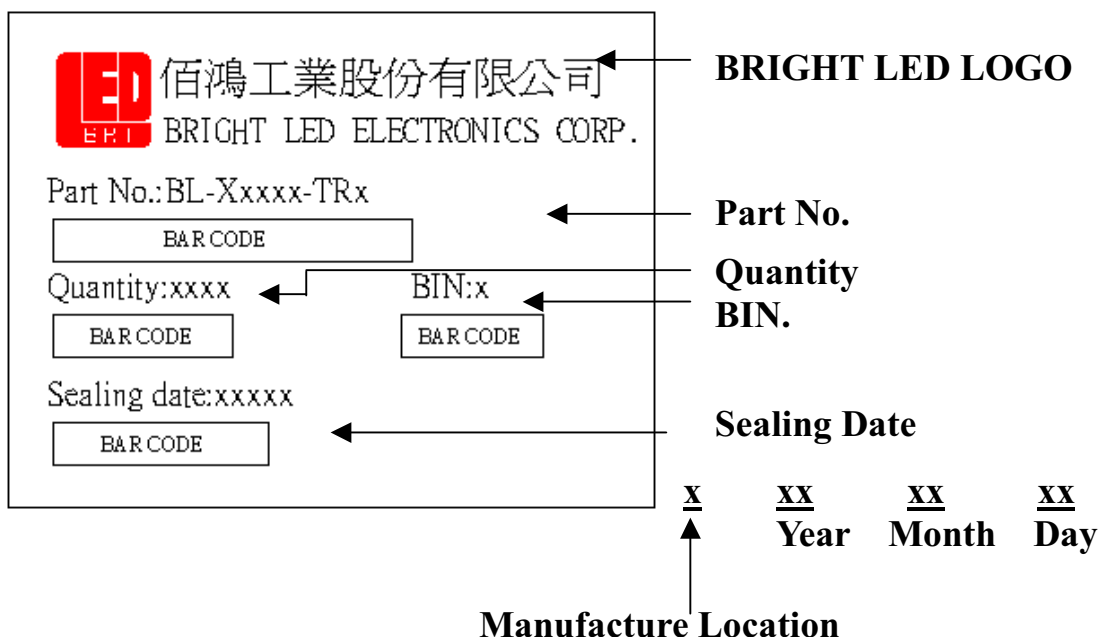 LED 佰鴻工業股份有限公司
BRT BRIGHT LED ELECTRONICS CORP.
BRIGHT LED LOGO
Part No.:BL-Xxxxx-TRx
BAR CODE
Part No.
Quantity:xxxx BIN:x
BAR CODE BAR CODE
Quantity
BIN.
Sealing date:xxxxx
BAR CODE
Sealing Date
x xx xx xx
Year Month Day
Manufacture Location